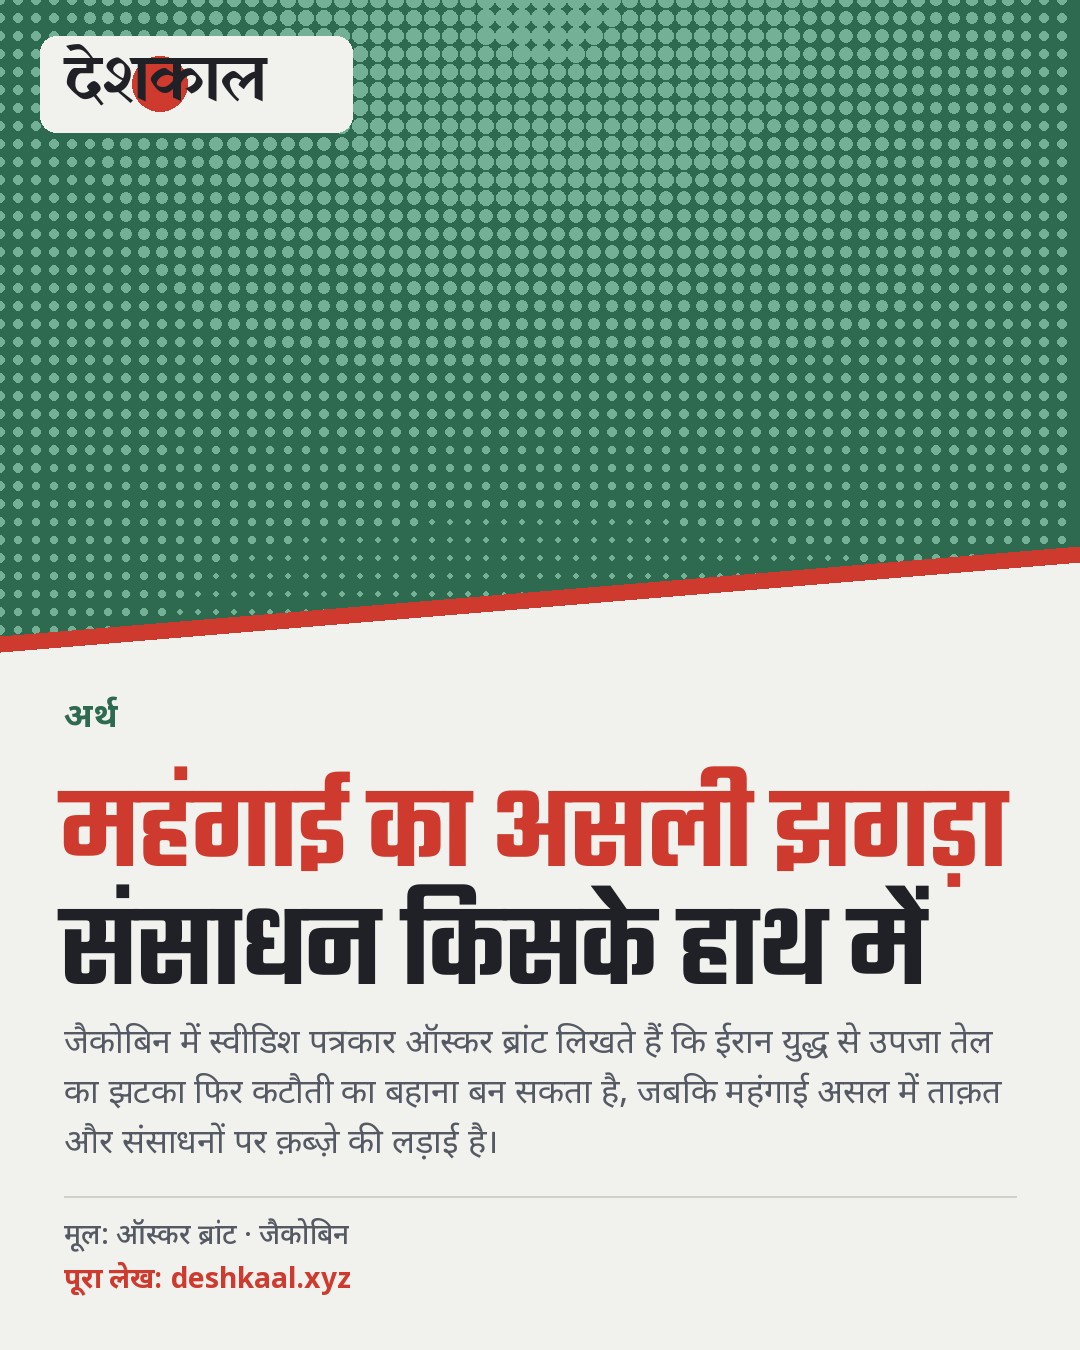 देशकाल
अर्थ
महंगाई का असली झगड़ा
संसाधन किसके हाथ में
जैकोबिन में स्वीडिश पत्रकार ऑस्कर ब्रांट लिखते हैं कि ईरान युद्ध से उपजा तेल
का झटका फिर कटौती का बहाना बन सकता है, जबकि महंगाई असल में ताक़त
और संसाधनों पर क़ब्ज़े की लड़ाई है।
मूल: ऑस्कर ब्रांट · जैकोबिन
पूरा लेख: deshkaal.xyz